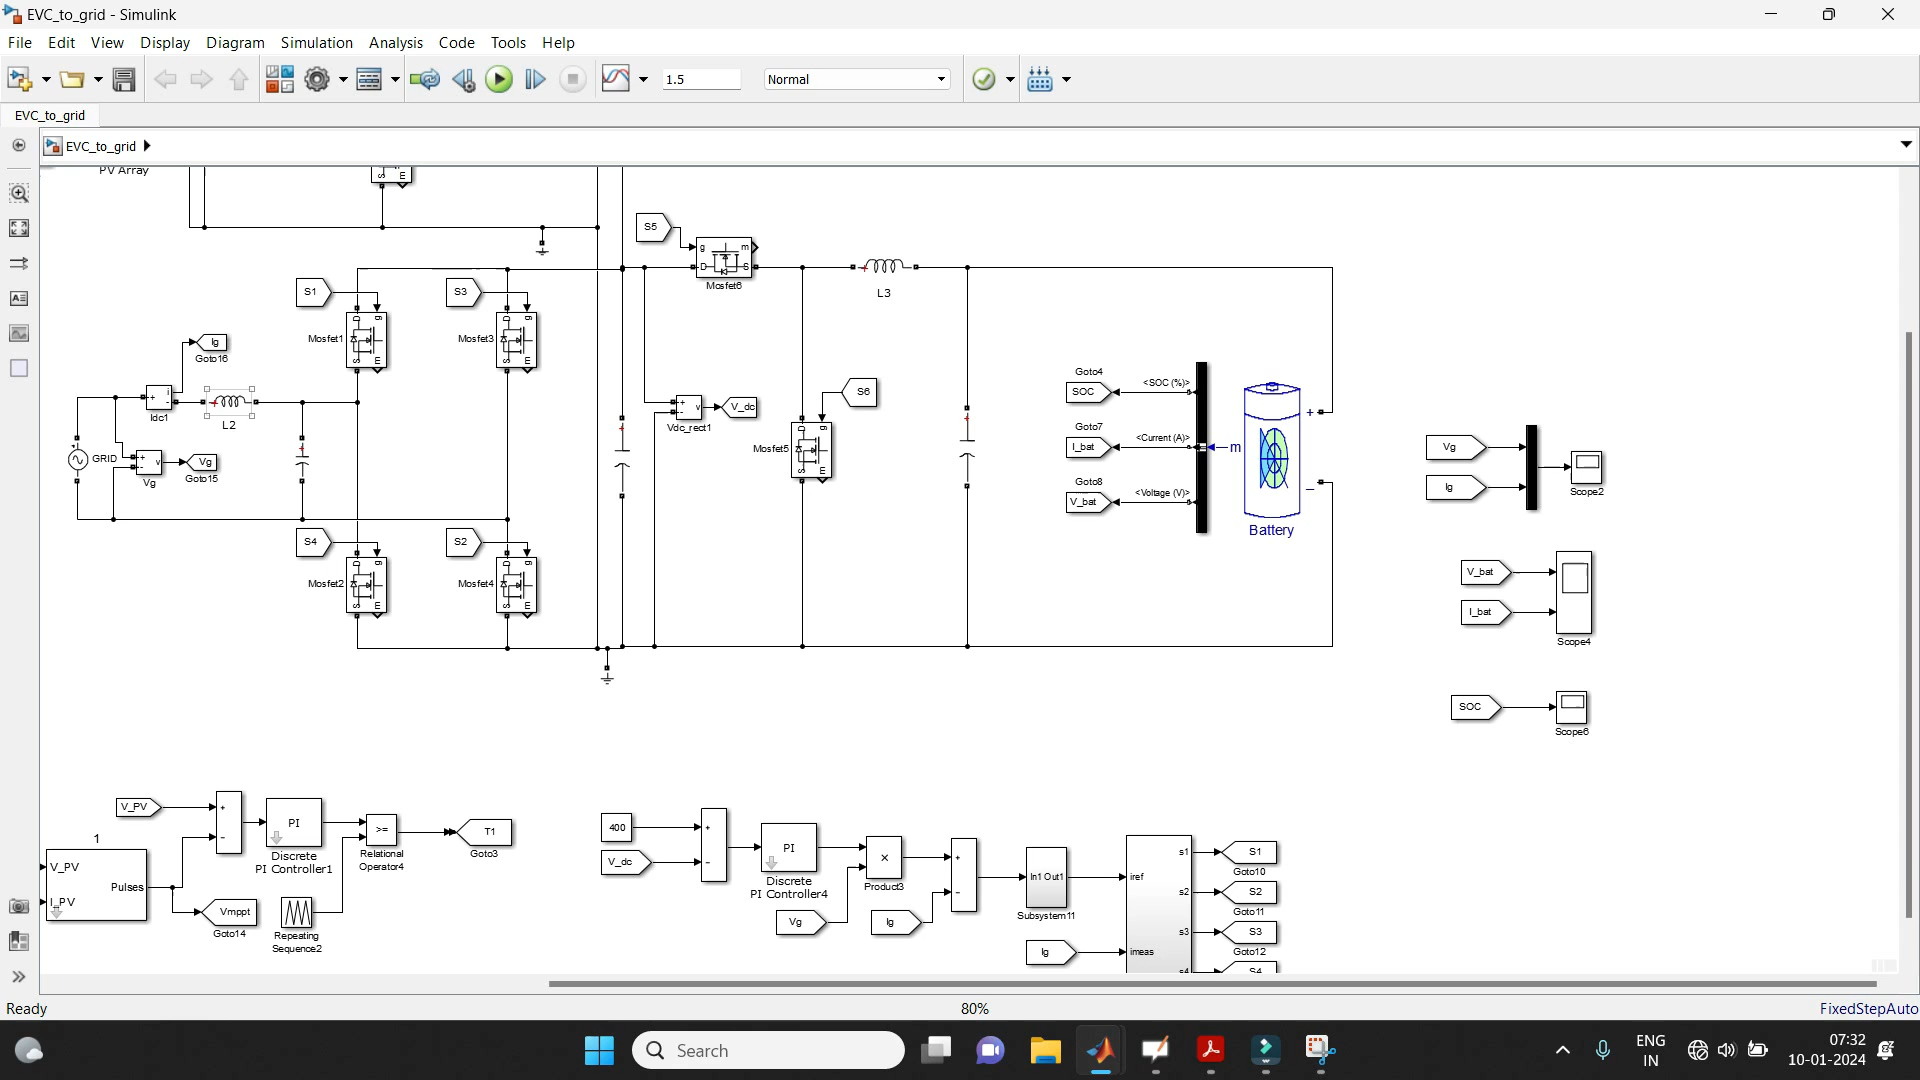 EVC_to_grid - Simulink
File Edit View Display Diagram Simulation Analysis Code Tools Help
1.5
Normal
EVC_to_grid
EVC_to_grid
PV Array
S5
g
m
D
S
Mosfet6
L3
S1
S3
Mosfet1
Mosfet3
Ig
Goto16
Idc1
L2
GRID
Vg
Vg
Goto15
S4
S2
Mosfet2
Mosfet4
Vdc_rect1
V_dc
S6
Mosfet5
Goto4
SOC
<SOC (%)>
Goto7
I_bat
<Current (A)>
Goto8
V_bat
<Voltage (V)>
m
+
_
Battery
Vg
Ig
Scope2
V_bat
I_bat
Scope4
SOC
Scope6
1
V_PV
I_PV
Pulses
V_PV
PI
Discrete
PI Controller1
>=
Relational
Operator4
T1
Goto3
Vmppt
Goto14
Repeating
Sequence2
400
V_dc
PI
Discrete
PI Controller4
×
Product3
Vg
Ig
In1 Out1
Subsystem11
Ig
iref
imeas
s1
s2
s3
s4
S1
Goto10
S2
Goto11
S3
Goto12
S4
Ready
80%
FixedStepAuto
Search
ENG
IN
07:32
10-01-2024